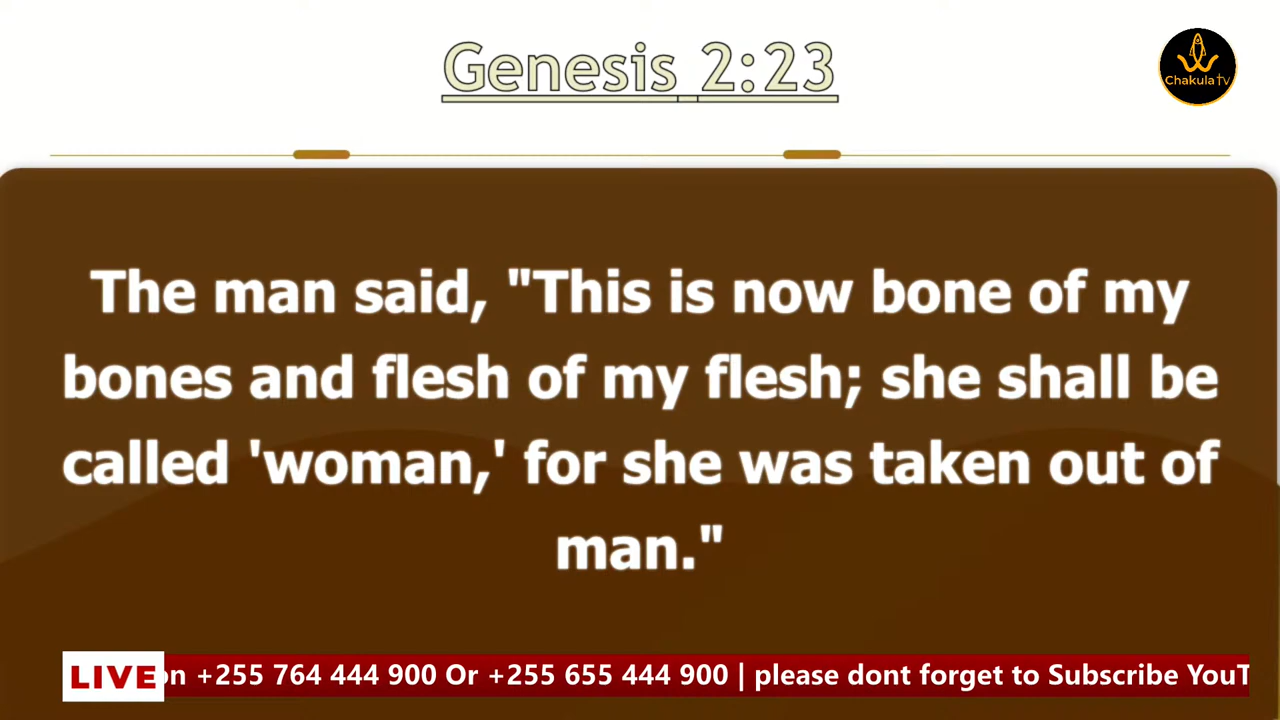 Genesis 2:23
Chakula tv
The man said, "This is now bone of my
bones and flesh of my flesh; she shall be
called 'woman,' for she was taken out of
man."
LIVE on +255 764 444 900 Or +255 655 444 900 | please dont forget to Subscribe YouT